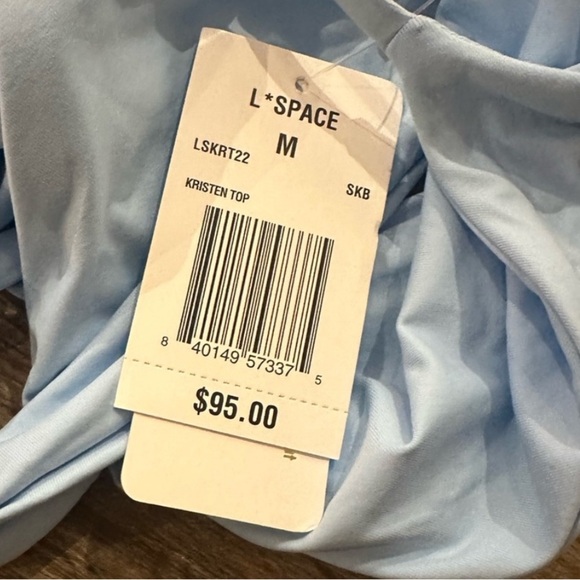 L*SPACE
M
LSKRT22
KRISTEN TOP SKB
8 40149 57337 5
$95.00